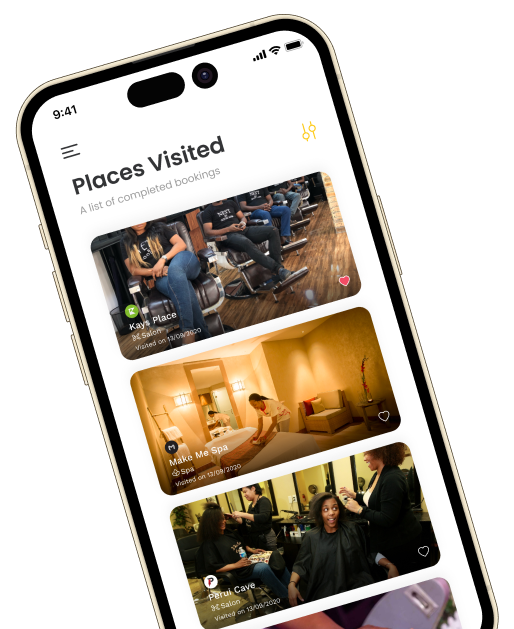 9:41
Places Visited
A list of completed bookings
Kays Place
Salon
Visited on 13/09/2020
Make Me Spa
Spa
Visited on 13/09/2020
Perul Cave
Salon
Visited on 13/09/2020